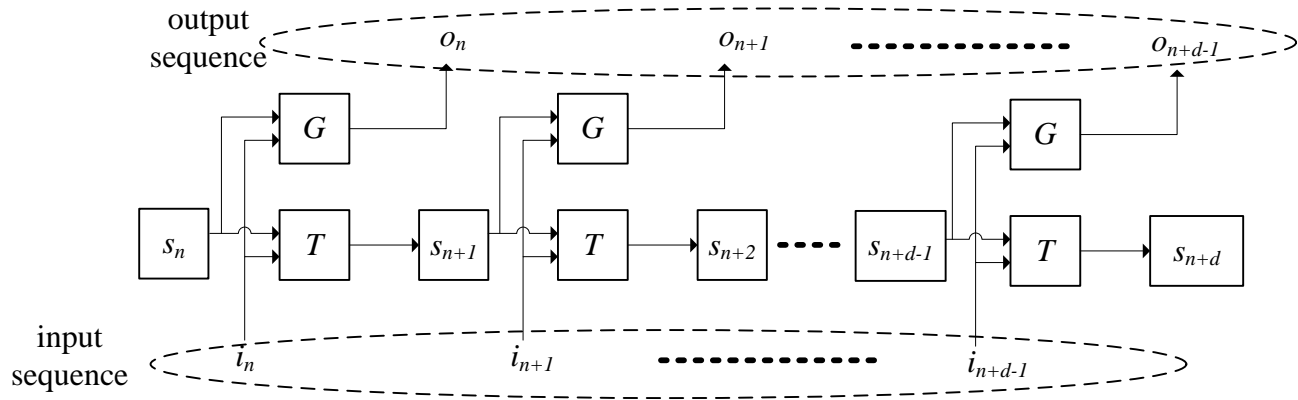 output
sequence
o_n o_{n+1} o_{n+d-1}
G G G
s_n T s_{n+1} T s_{n+2} s_{n+d-1} T s_{n+d}
input
sequence
i_n i_{n+1} i_{n+d-1}